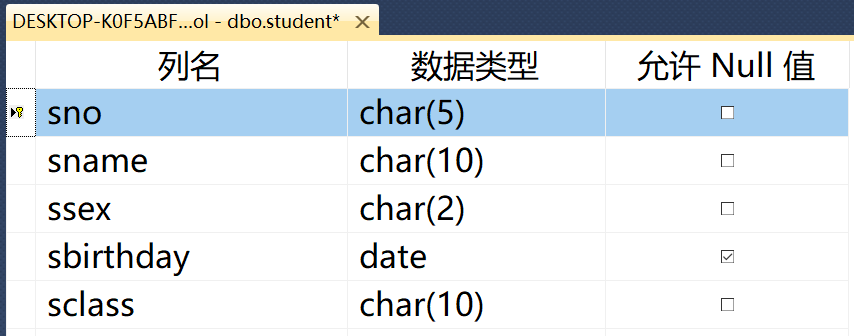 DESKTOP-K0F5ABF...ol - dbo.student*
列名 数据类型 允许 Null 值
sno char(5)
sname char(10)
ssex char(2)
sbirthday date
sclass char(10)